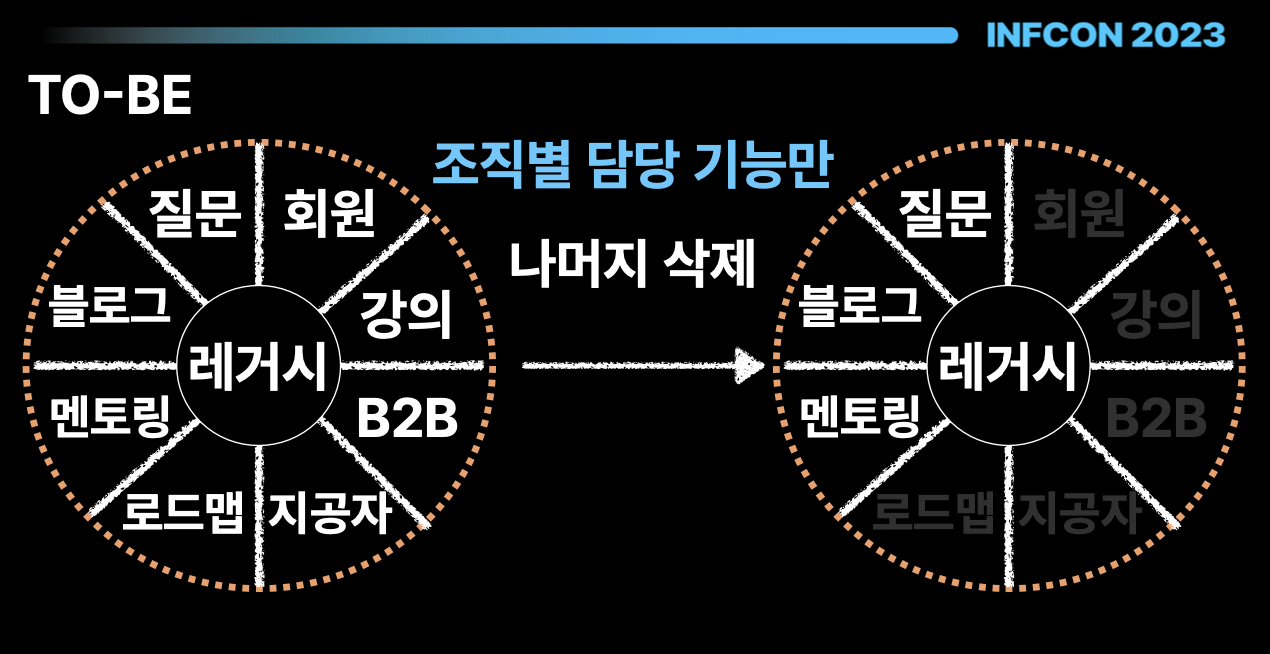 INFCON 2023
TO-BE
조직별 담당 기능만
나머지 삭제
질문
회원
블로그
강의
레거시
멘토링
B2B
로드맵
지공자
질문
회원
블로그
강의
레거시
멘토링
B2B
로드맵
지공자